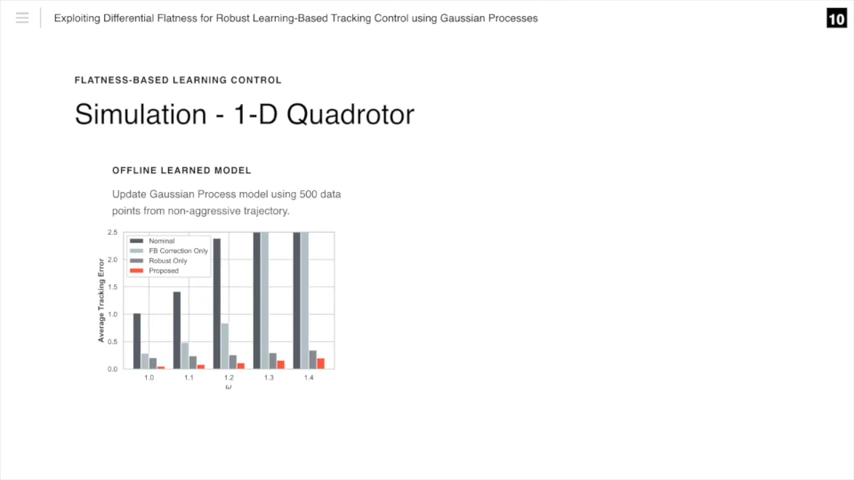 Exploiting Differential Flatness for Robust Learning-Based Tracking Control using Gaussian Processes
10
FLATNESS-BASED LEARNING CONTROL
Simulation - 1-D Quadrotor
OFFLINE LEARNED MODEL
Update Gaussian Process model using 500 data
points from non-aggressive trajectory.
Average Tracking Error
2.5
2.0
1.5
1.0
0.5
0.0
Nominal
FB Correction Only
Robust Only
Proposed
1.0 1.1 1.2 1.3 1.4
ω